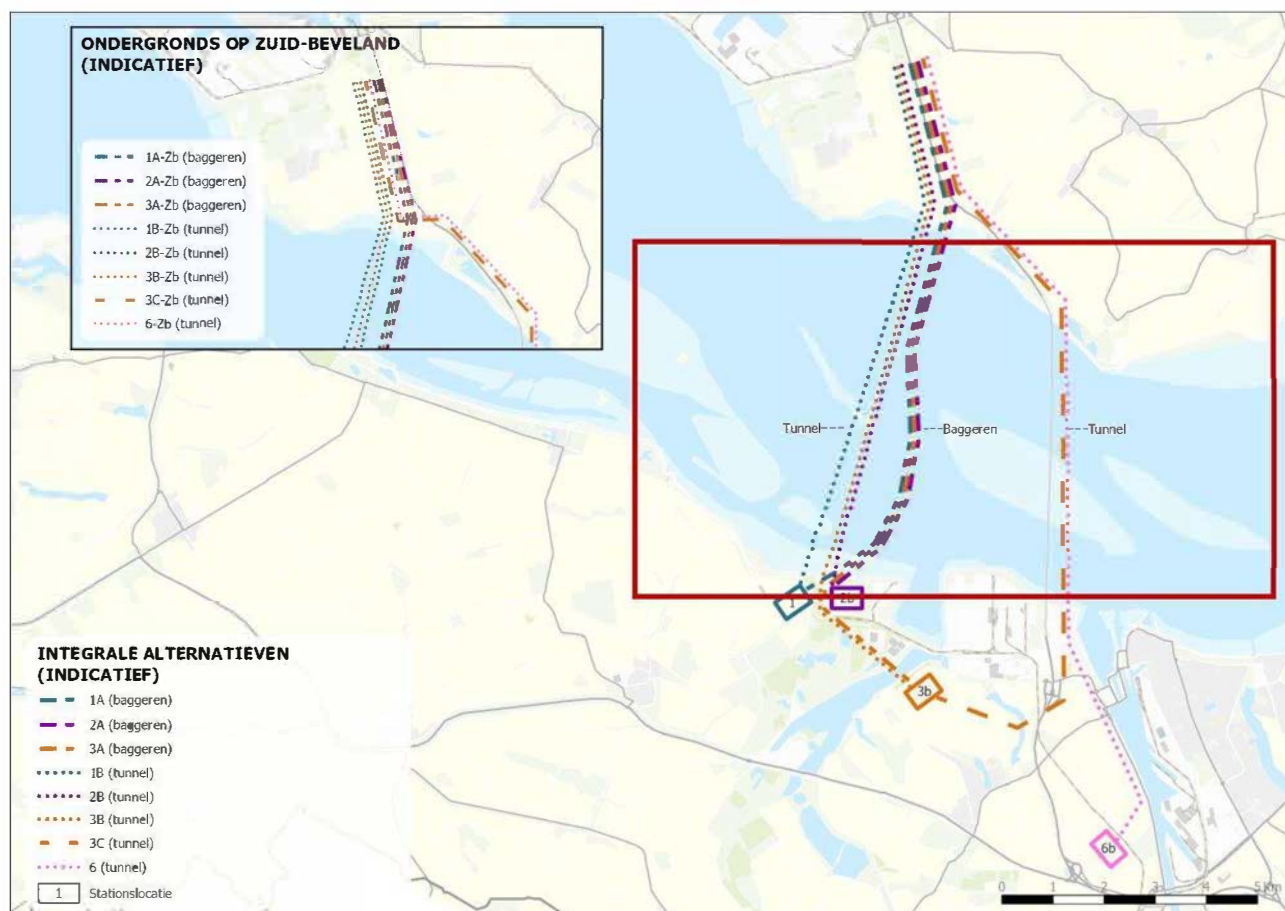 ONDERGRONDS OP ZUID-BEVELAND
(INDICATIEF)
1A-Zb (baggeren)
2A-Zb (baggeren)
3A-Zb (baggeren)
1B-Zb (tunnel)
2B-Zb (tunnel)
3B-Zb (tunnel)
3C-Zb (tunnel)
6-Zb (tunnel)
Tunnel
Baggeren
Tunnel
1
2b
3b
6b
INTEGRALE ALTERNATIEVEN
(INDICATIEF)
1A (baggeren)
2A (baggeren)
3A (baggeren)
1B (tunnel)
2B (tunnel)
3B (tunnel)
3C (tunnel)
6 (tunnel)
1 Stationslocatie
0 1 2 3 4 5 Km